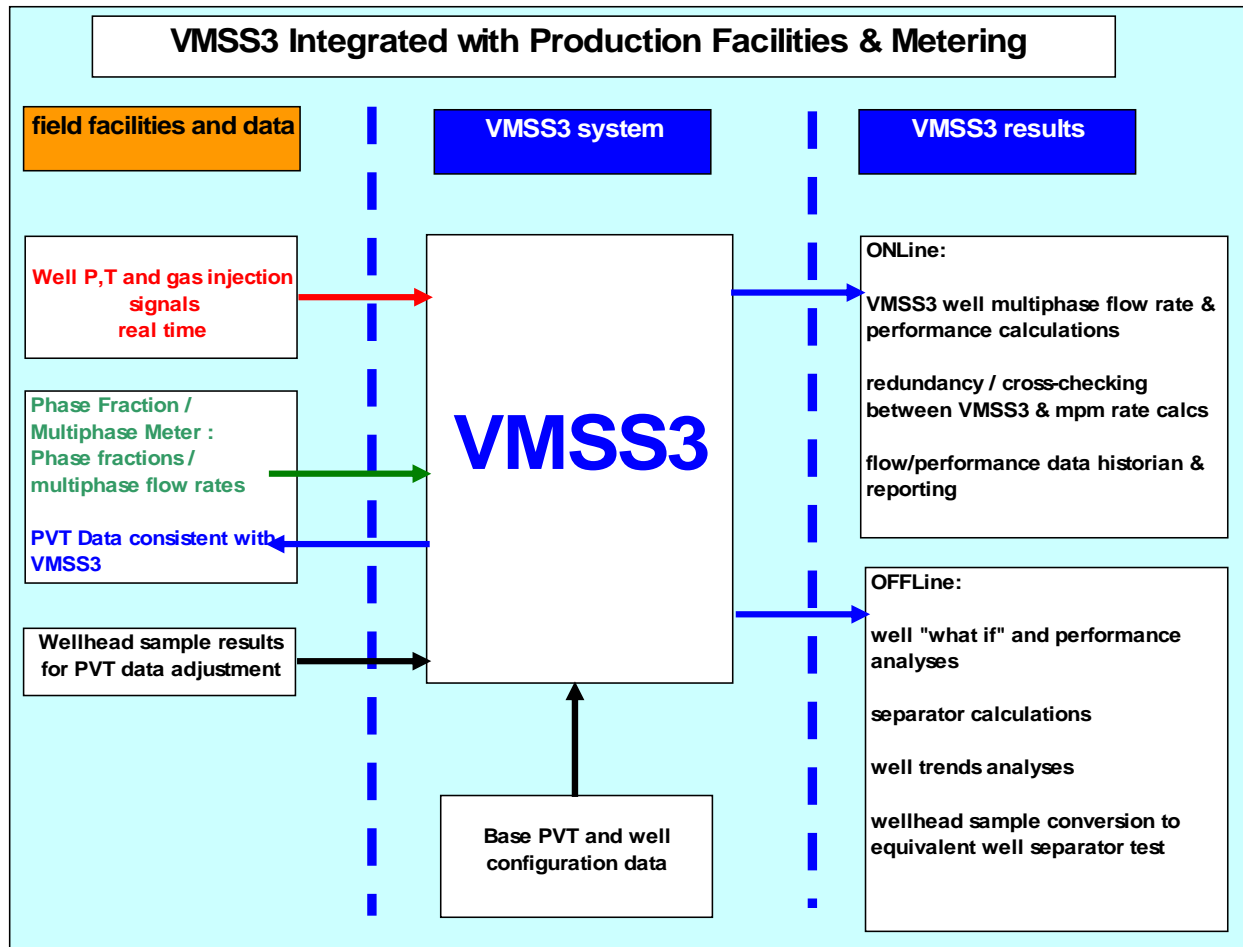 VMSS3 Integrated with Production Facilities & Metering
field facilities and data
VMSS3 system
VMSS3 results
Well P,T and gas injection
signals
real time
Phase Fraction /
Multiphase Meter :
Phase fractions /
multiphase flow rates
PVT Data consistent with
VMSS3
Wellhead sample results
for PVT data adjustment
VMSS3
Base PVT and well
configuration data
ONLine:
VMSS3 well multiphase flow rate &
performance calculations
redundancy / cross-checking
between VMSS3 & mpm rate calcs
flow/performance data historian &
reporting
OFFLine:
well "what if" and performance
analyses
separator calculations
well trends analyses
wellhead sample conversion to
equivalent well separator test